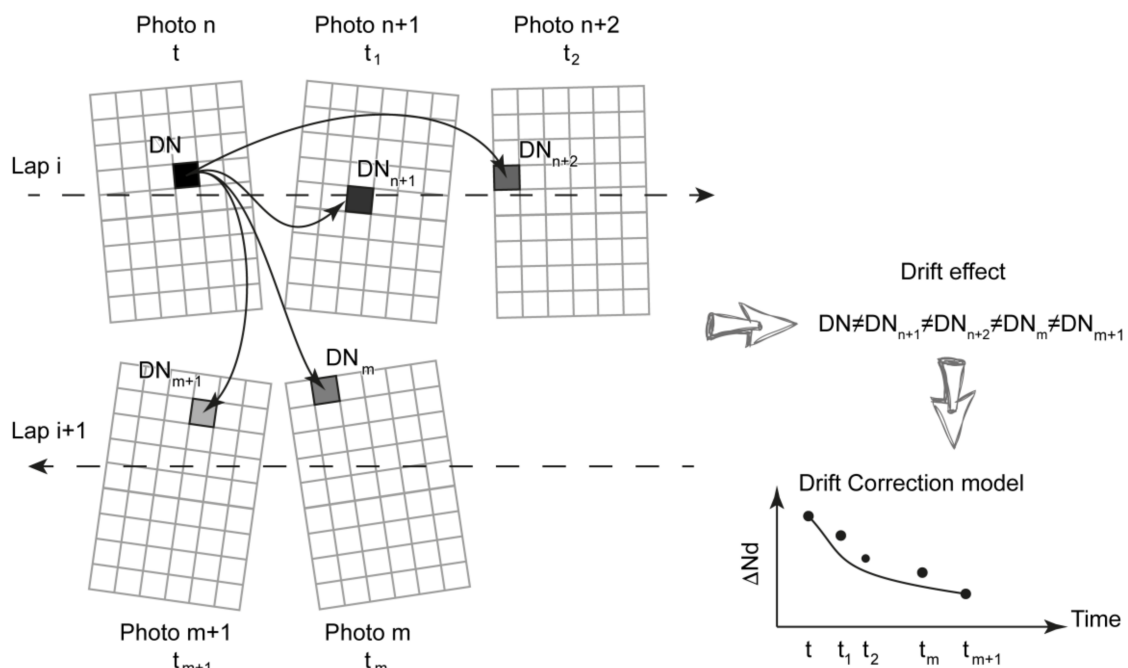 Photo n
t
Photo n+1
t1
Photo n+2
t2
DN
DNn+1
DNn+2
Lap i
DNm+1
DNm
Lap i+1
Photo m+1
tm+1
Photo m
tm
Drift effect
DN≠DNn+1≠DNn+2≠DNm≠DNm+1
Drift Correction model
ΔNd
Time
t t1 t2 tm tm+1